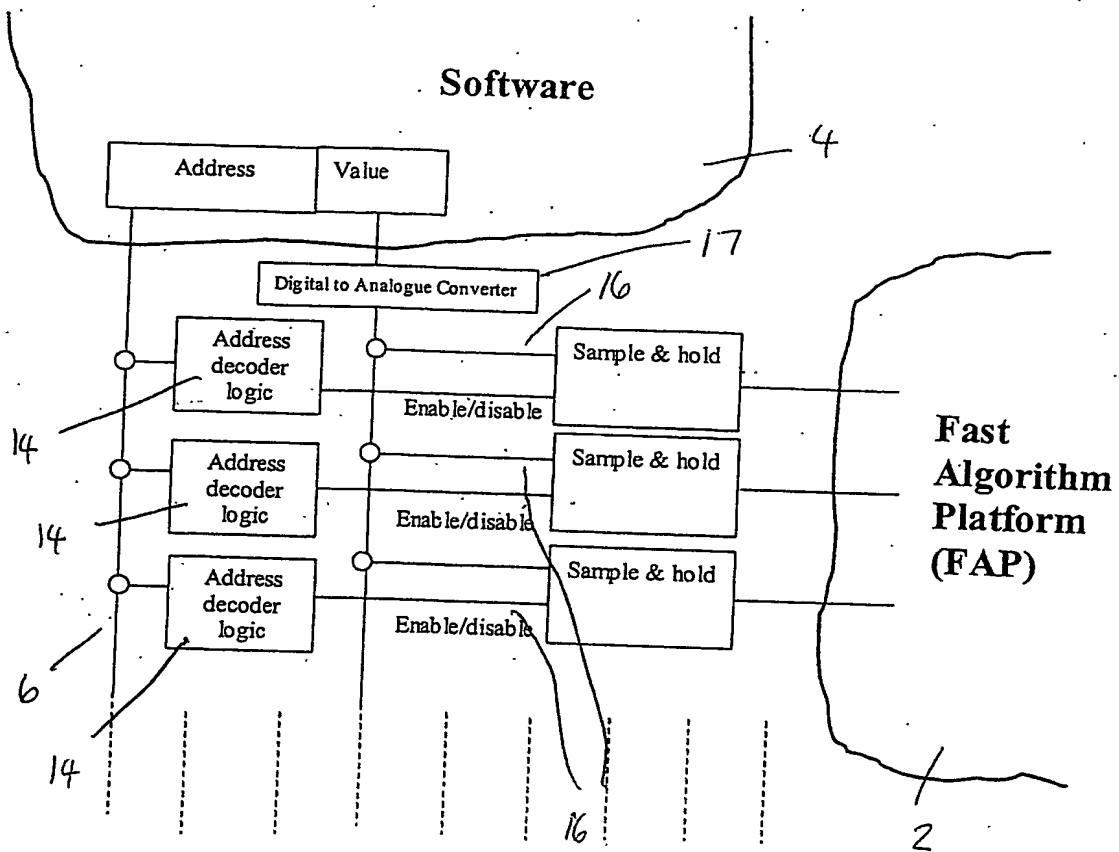 Software
4
Address
Value
17
Digital to Analogue Converter
16
Address
decoder
logic
Sample & hold
Enable/disable
14
Fast
Algorithm
Platform
(FAP)
Address
decoder
logic
Sample & hold
Enable/disable
14
Address
decoder
logic
Sample & hold
Enable/disable
6
14
16
2